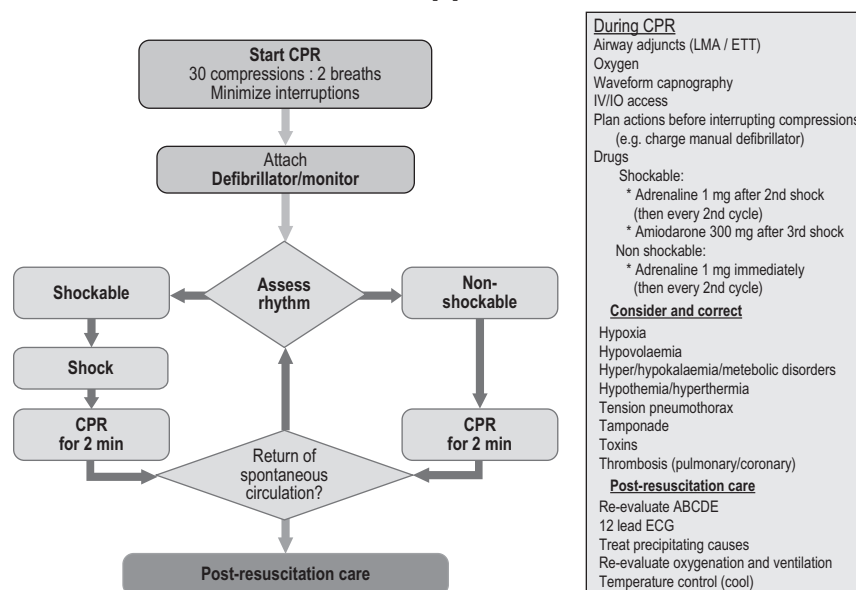 Start CPR
30 compressions : 2 breaths
Minimize interruptions
Attach
Defibrillator/monitor
Assess
rhythm
Shockable
Non-
shockable
Shock
CPR
for 2 min
CPR
for 2 min
Return of
spontaneous
circulation?
Post-resuscitation care
During CPR
Airway adjuncts (LMA / ETT)
Oxygen
Waveform capnography
IV/IO access
Plan actions before interrupting compressions
(e.g. charge manual defibrillator)
Drugs
Shockable:
* Adrenaline 1 mg after 2nd shock
(then every 2nd cycle)
* Amiodarone 300 mg after 3rd shock
Non shockable:
* Adrenaline 1 mg immediately
(then every 2nd cycle)
Consider and correct
Hypoxia
Hypovolaemia
Hyper/hypokalaemia/metebolic disorders
Hypothemia/hyperthermia
Tension pneumothorax
Tamponade
Toxins
Thrombosis (pulmonary/coronary)
Post-resuscitation care
Re-evaluate ABCDE
12 lead ECG
Treat precipitating causes
Re-evaluate oxygenation and ventilation
Temperature control (cool)